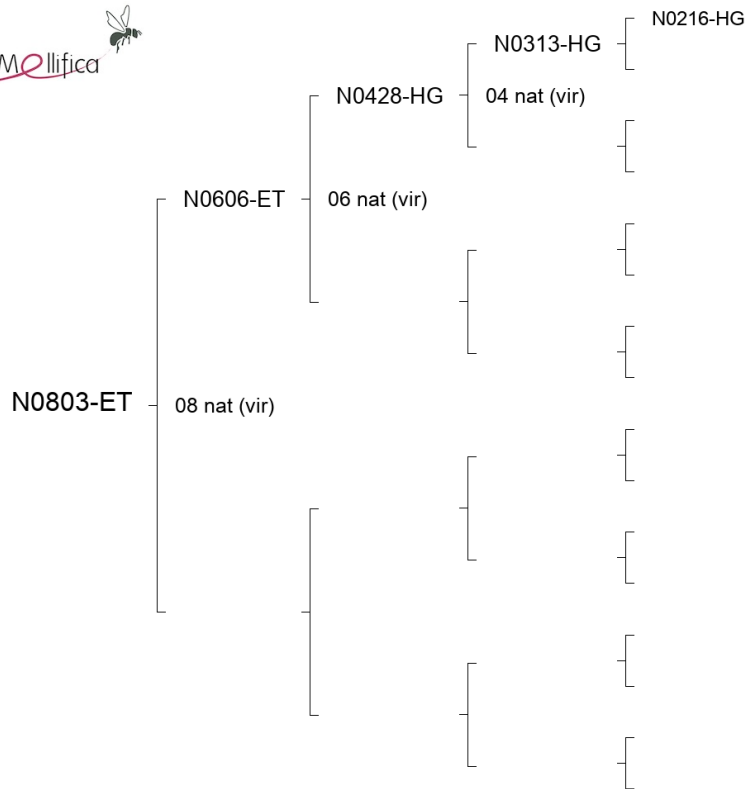 Mellifica
N0216-HG
N0313-HG
N0428-HG
04 nat (vir)
N0606-ET
06 nat (vir)
N0803-ET
08 nat (vir)